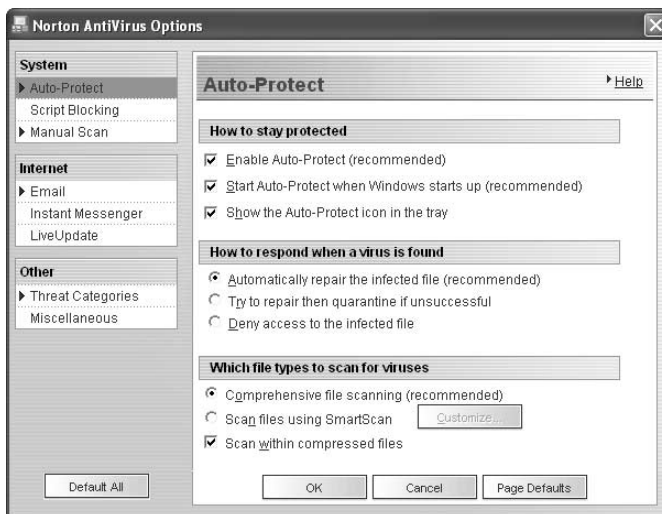 Norton AntiVirus Options
System
Auto-Protect
Script Blocking
Manual Scan
Internet
Email
Instant Messenger
LiveUpdate
Other
Threat Categories
Miscellaneous
Default All
Auto-Protect
Help
How to stay protected
Enable Auto-Protect (recommended)
Start Auto-Protect when Windows starts up (recommended)
Show the Auto-Protect icon in the tray
How to respond when a virus is found
Automatically repair the infected file (recommended)
Try to repair then quarantine if unsuccessful
Deny access to the infected file
Which file types to scan for viruses
Comprehensive file scanning (recommended)
Scan files using SmartScan Customize...
Scan within compressed files
OK Cancel Page Defaults